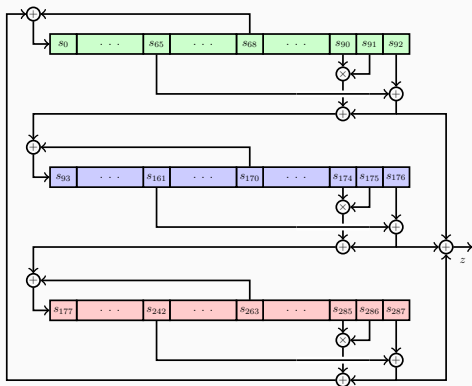 s0 · · · s65 · · · s68 · · · s90 s91 s92
s93 · · · s161 · · · s170 · · · s174 s175 s176
z
s177 · · · s242 · · · s263 · · · s285 s286 s287